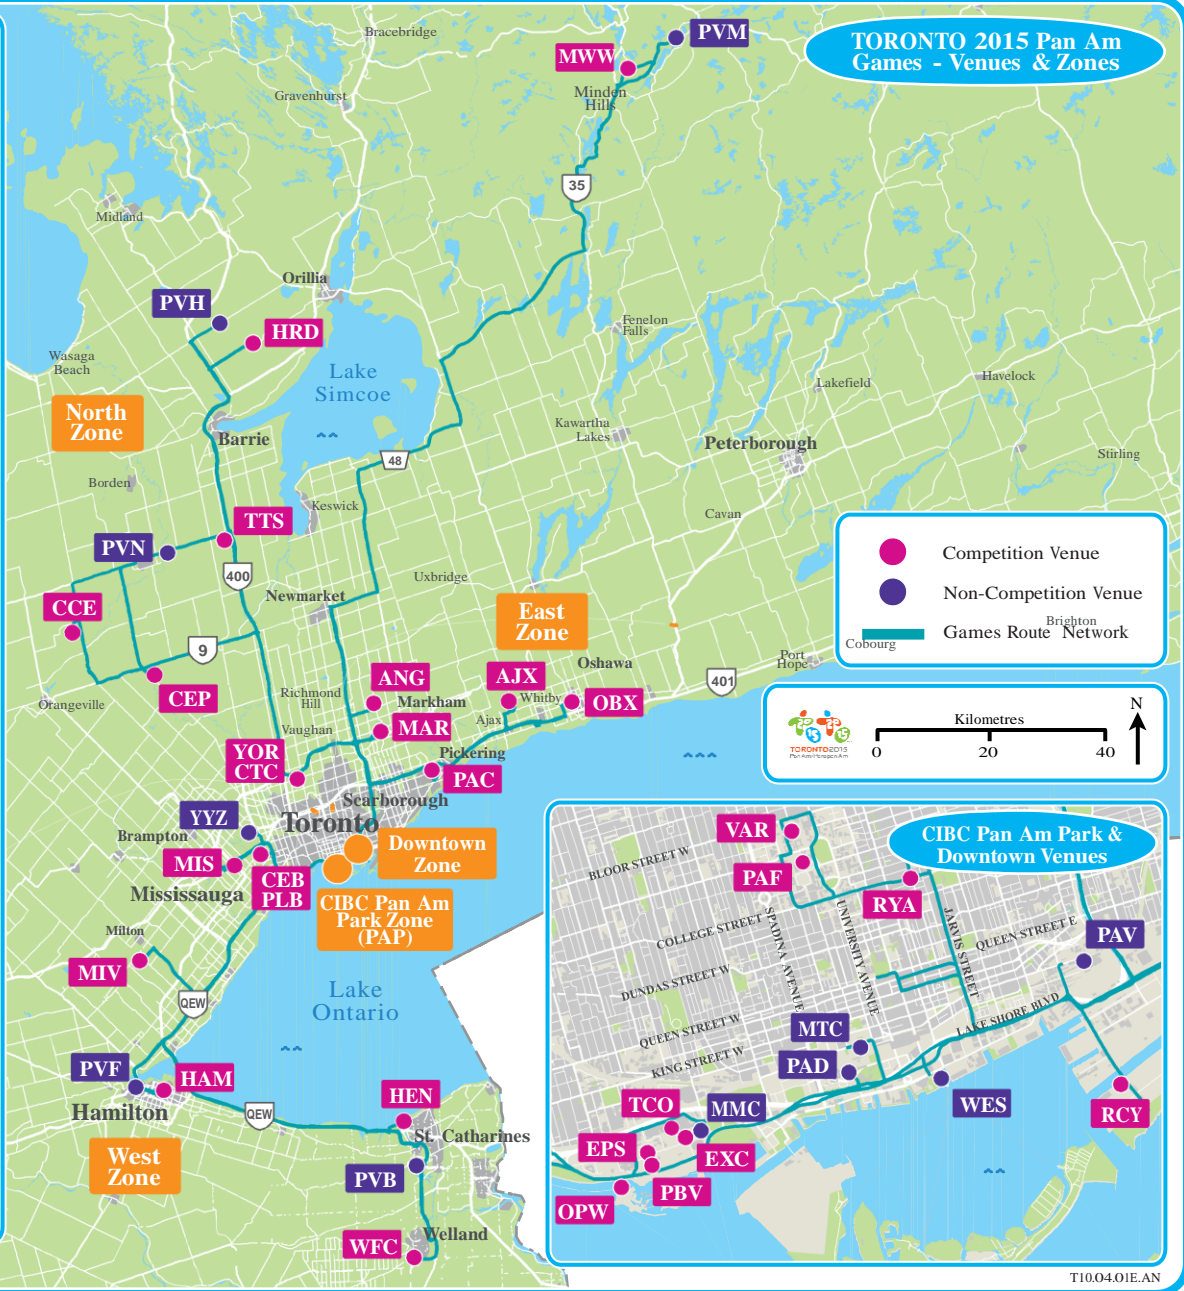 TORONTO 2015 Pan Am
Games - Venues & Zones
Bracebridge
PVM
MWW
Minden
Hills
Gravenhurst
35
Midland
Orillia
PVH
HRD
Fenelon
Falls
Wasaga
Beach
Lake
Simcoe
Lakefield
Havelock
North
Zone
Kawartha
Lakes
Barrie
Peterborough
48
Stirling
Borden
Keswick
Cavan
TTS
PVN
400
Uxbridge
Newmarket
CCE
East
Zone
9
Competition Venue
Non-Competition Venue
Games Route Network
Brighton
Cobourg
Port
Hope
Oshawa
401
CEP
Orangeville
Richmond
Hill
ANG
Markham
AJX
Whitby
OBX
Ajax
Vaughan
MAR
YOR
CTC
Pickering
PAC
Scarborough
Toronto
YYZ
Brampton
MIS
Mississauga
CEB
PLB
Downtown
Zone
CIBC Pan Am
Park Zone
(PAP)
Milton
MIV
QEW
Lake
Ontario
PVF
HAM
Hamilton
QEW
HEN
St. Catharines
West
Zone
PVB
Welland
WFC
N
Kilometres
0
20
40
TORONTO2015
Pan Am/Parapan Am
CIBC Pan Am Park &
Downtown Venues
VAR
BLOOR STREET W
PAF
RYA
COLLEGE STREET
SPADINA AVENUE
UNIVERSITY AVENUE
JARVIS STREET
QUEEN STREET E
PAV
DUNDAS STREET W
QUEEN STREET W
MTC
LAKE SHORE BLVD
KING STREET W
PAD
WES
TCO
MMC
RCY
EPS
EXC
PBV
OPW
T10.O4.O1E.AN